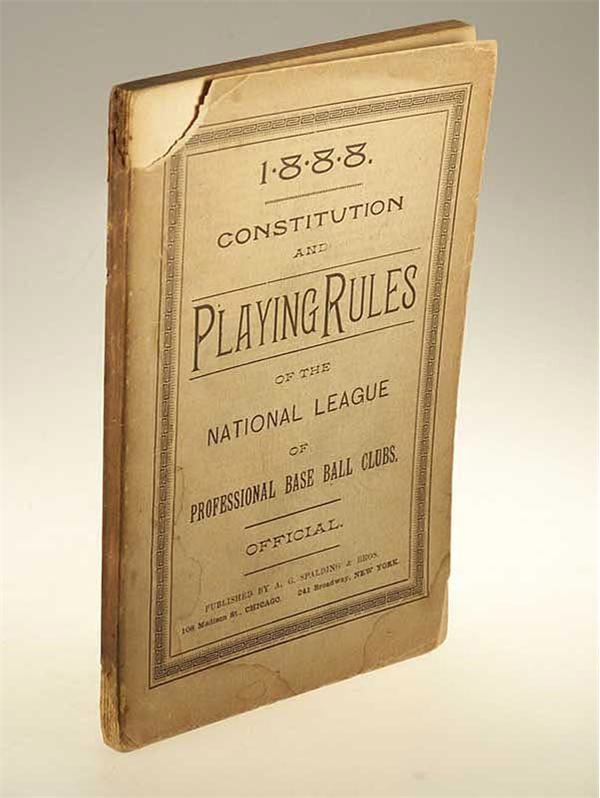 1·8·8·8.
CONSTITUTION
AND
PLAYING RULES
OF THE
NATIONAL LEAGUE
OF
PROFESSIONAL BASE BALL CLUBS.
OFFICIAL.
PUBLISHED BY A. G. SPALDING & BROS.
108 Madison St., CHICAGO. 241 Broadway, NEW YORK.